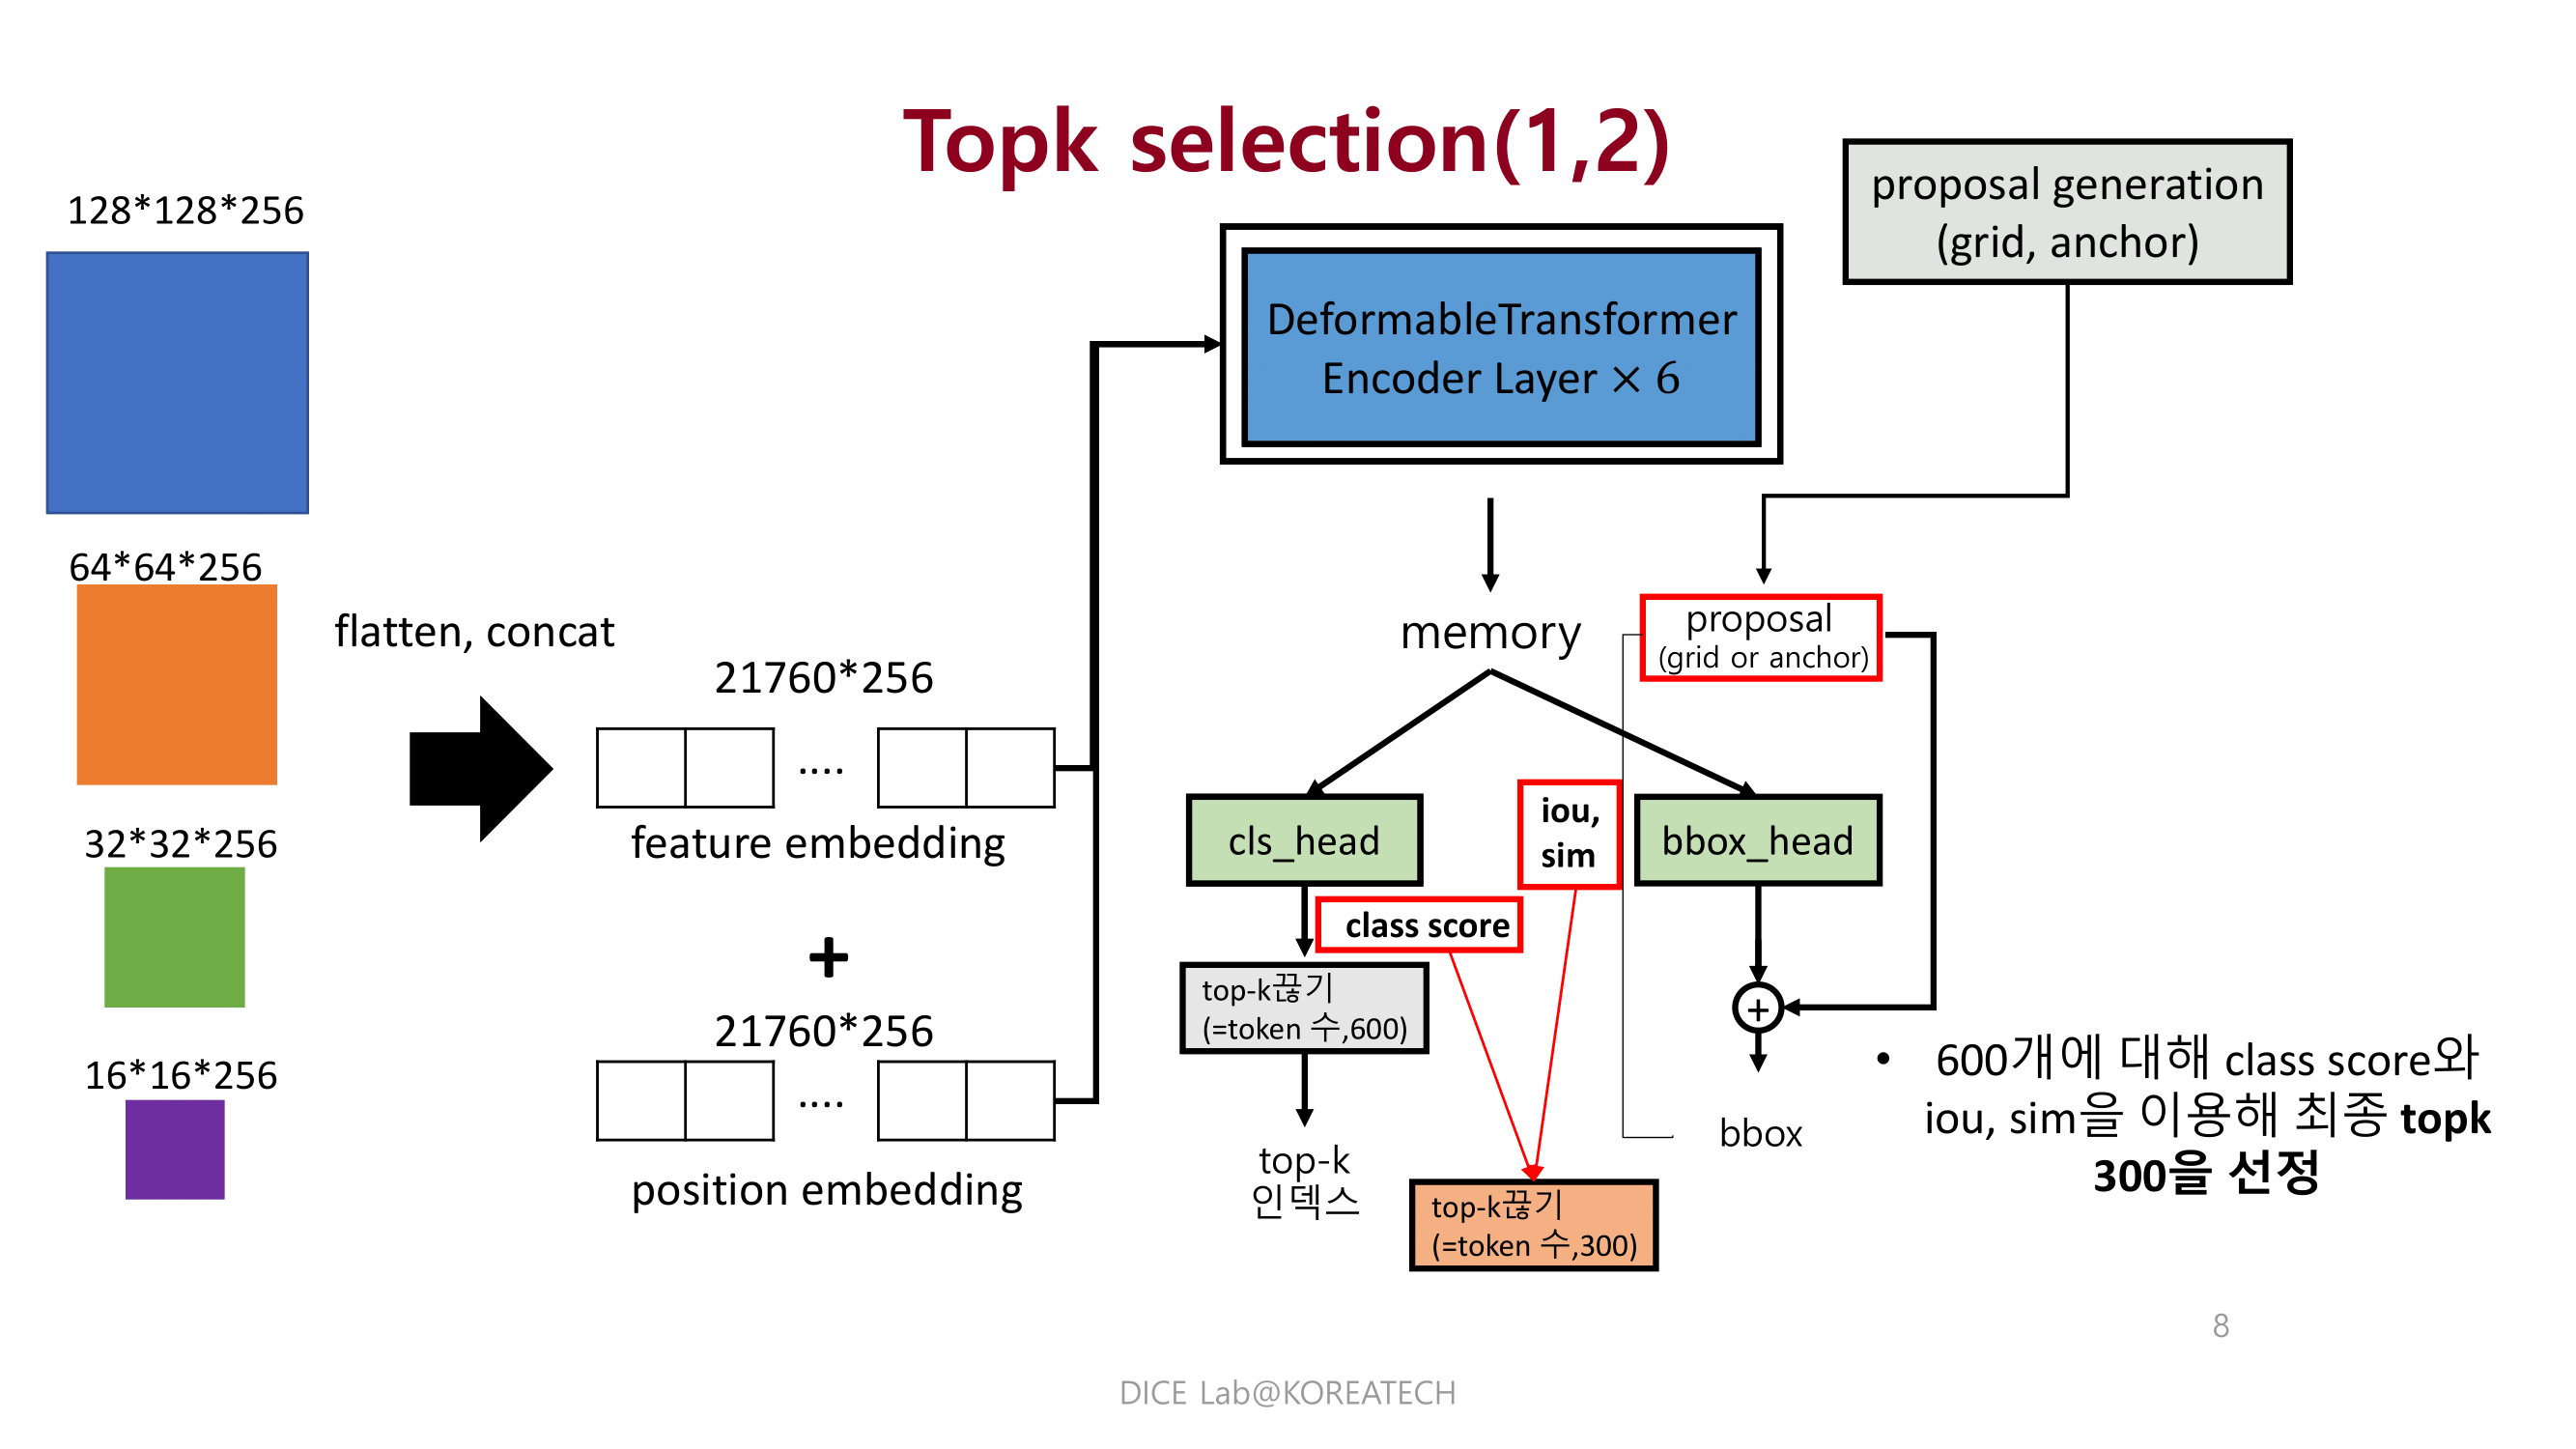 Topk selection(1,2)
128*128*256
64*64*256
32*32*256
16*16*256
flatten, concat
21760*256
....
feature embedding
+
21760*256
....
position embedding
DeformableTransformer
Encoder Layer × 6
proposal generation
(grid, anchor)
memory
proposal
(grid or anchor)
cls_head
iou,
sim
bbox_head
class score
top-k끊기
(=token 수,600)
top-k
인덱스
+
bbox
top-k끊기
(=token 수,300)
• 600개에 대해 class score와
iou, sim을 이용해 최종 topk
300을 선정
8
DICE Lab@KOREATECH